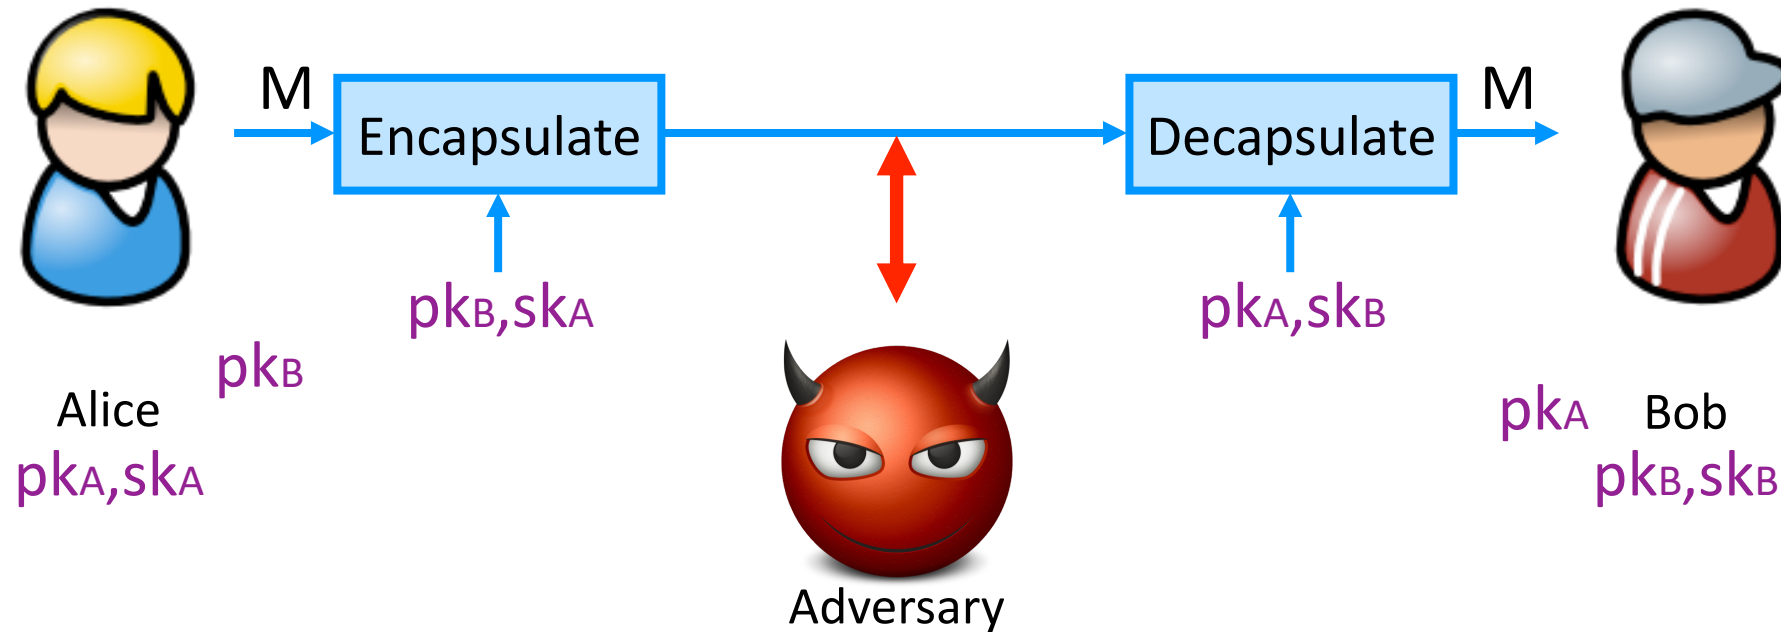 M
Encapsulate
Decapsulate
M
pkB,skA
pkA,skB
pkB
Alice
pkA,skA
pkA
Bob
pkB,skB
Adversary